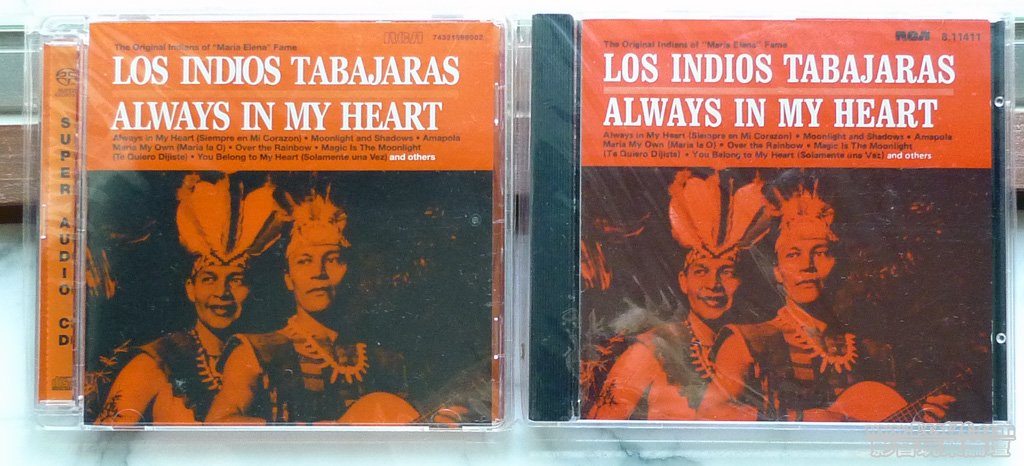 SUPER AUDIO CD
The Original Indians of "Maria Elena" Fame
RCA 74321598002
LOS INDIOS TABAJARAS
ALWAYS IN MY HEART
Always in My Heart (Siempre en Mi Corazon) • Moonlight and Shadows • Amapola
Maria My Own (Maria la O) • Over the Rainbow • Magic Is The Moonlight
(Te Quiero Dijiste) • You Belong to My Heart (Solamente una Vez) and others
The Original Indians of "Maria Elena" Fame
RCA 8.11411
LOS INDIOS TABAJARAS
ALWAYS IN MY HEART
Always in My Heart (Siempre en Mi Corazon) • Moonlight and Shadows • Amapola
Maria My Own (Maria la O) • Over the Rainbow • Magic Is The Moonlight
(Te Quiero Dijiste) • You Belong to My Heart (Solamente una Vez) and others